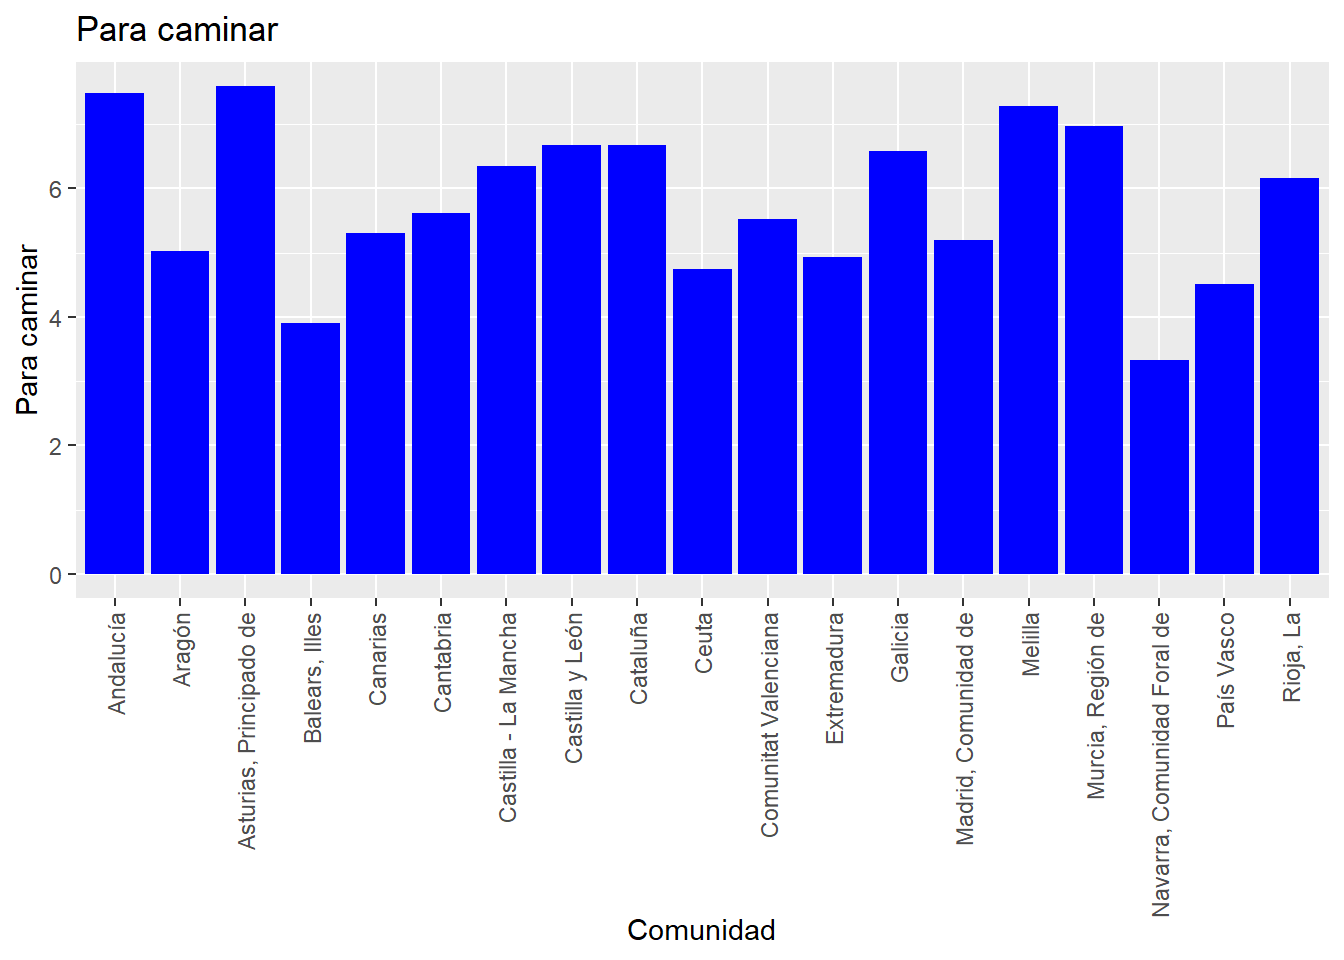 Para caminar
Para caminar
6
4
2
0
Andalucía
Aragón
Asturias, Principado de
Balears, Illes
Canarias
Cantabria
Castilla - La Mancha
Castilla y León
Cataluña
Ceuta
Comunitat Valenciana
Extremadura
Galicia
Madrid, Comunidad de
Melilla
Murcia, Región de
Navarra, Comunidad Foral de
País Vasco
Rioja, La
Comunidad